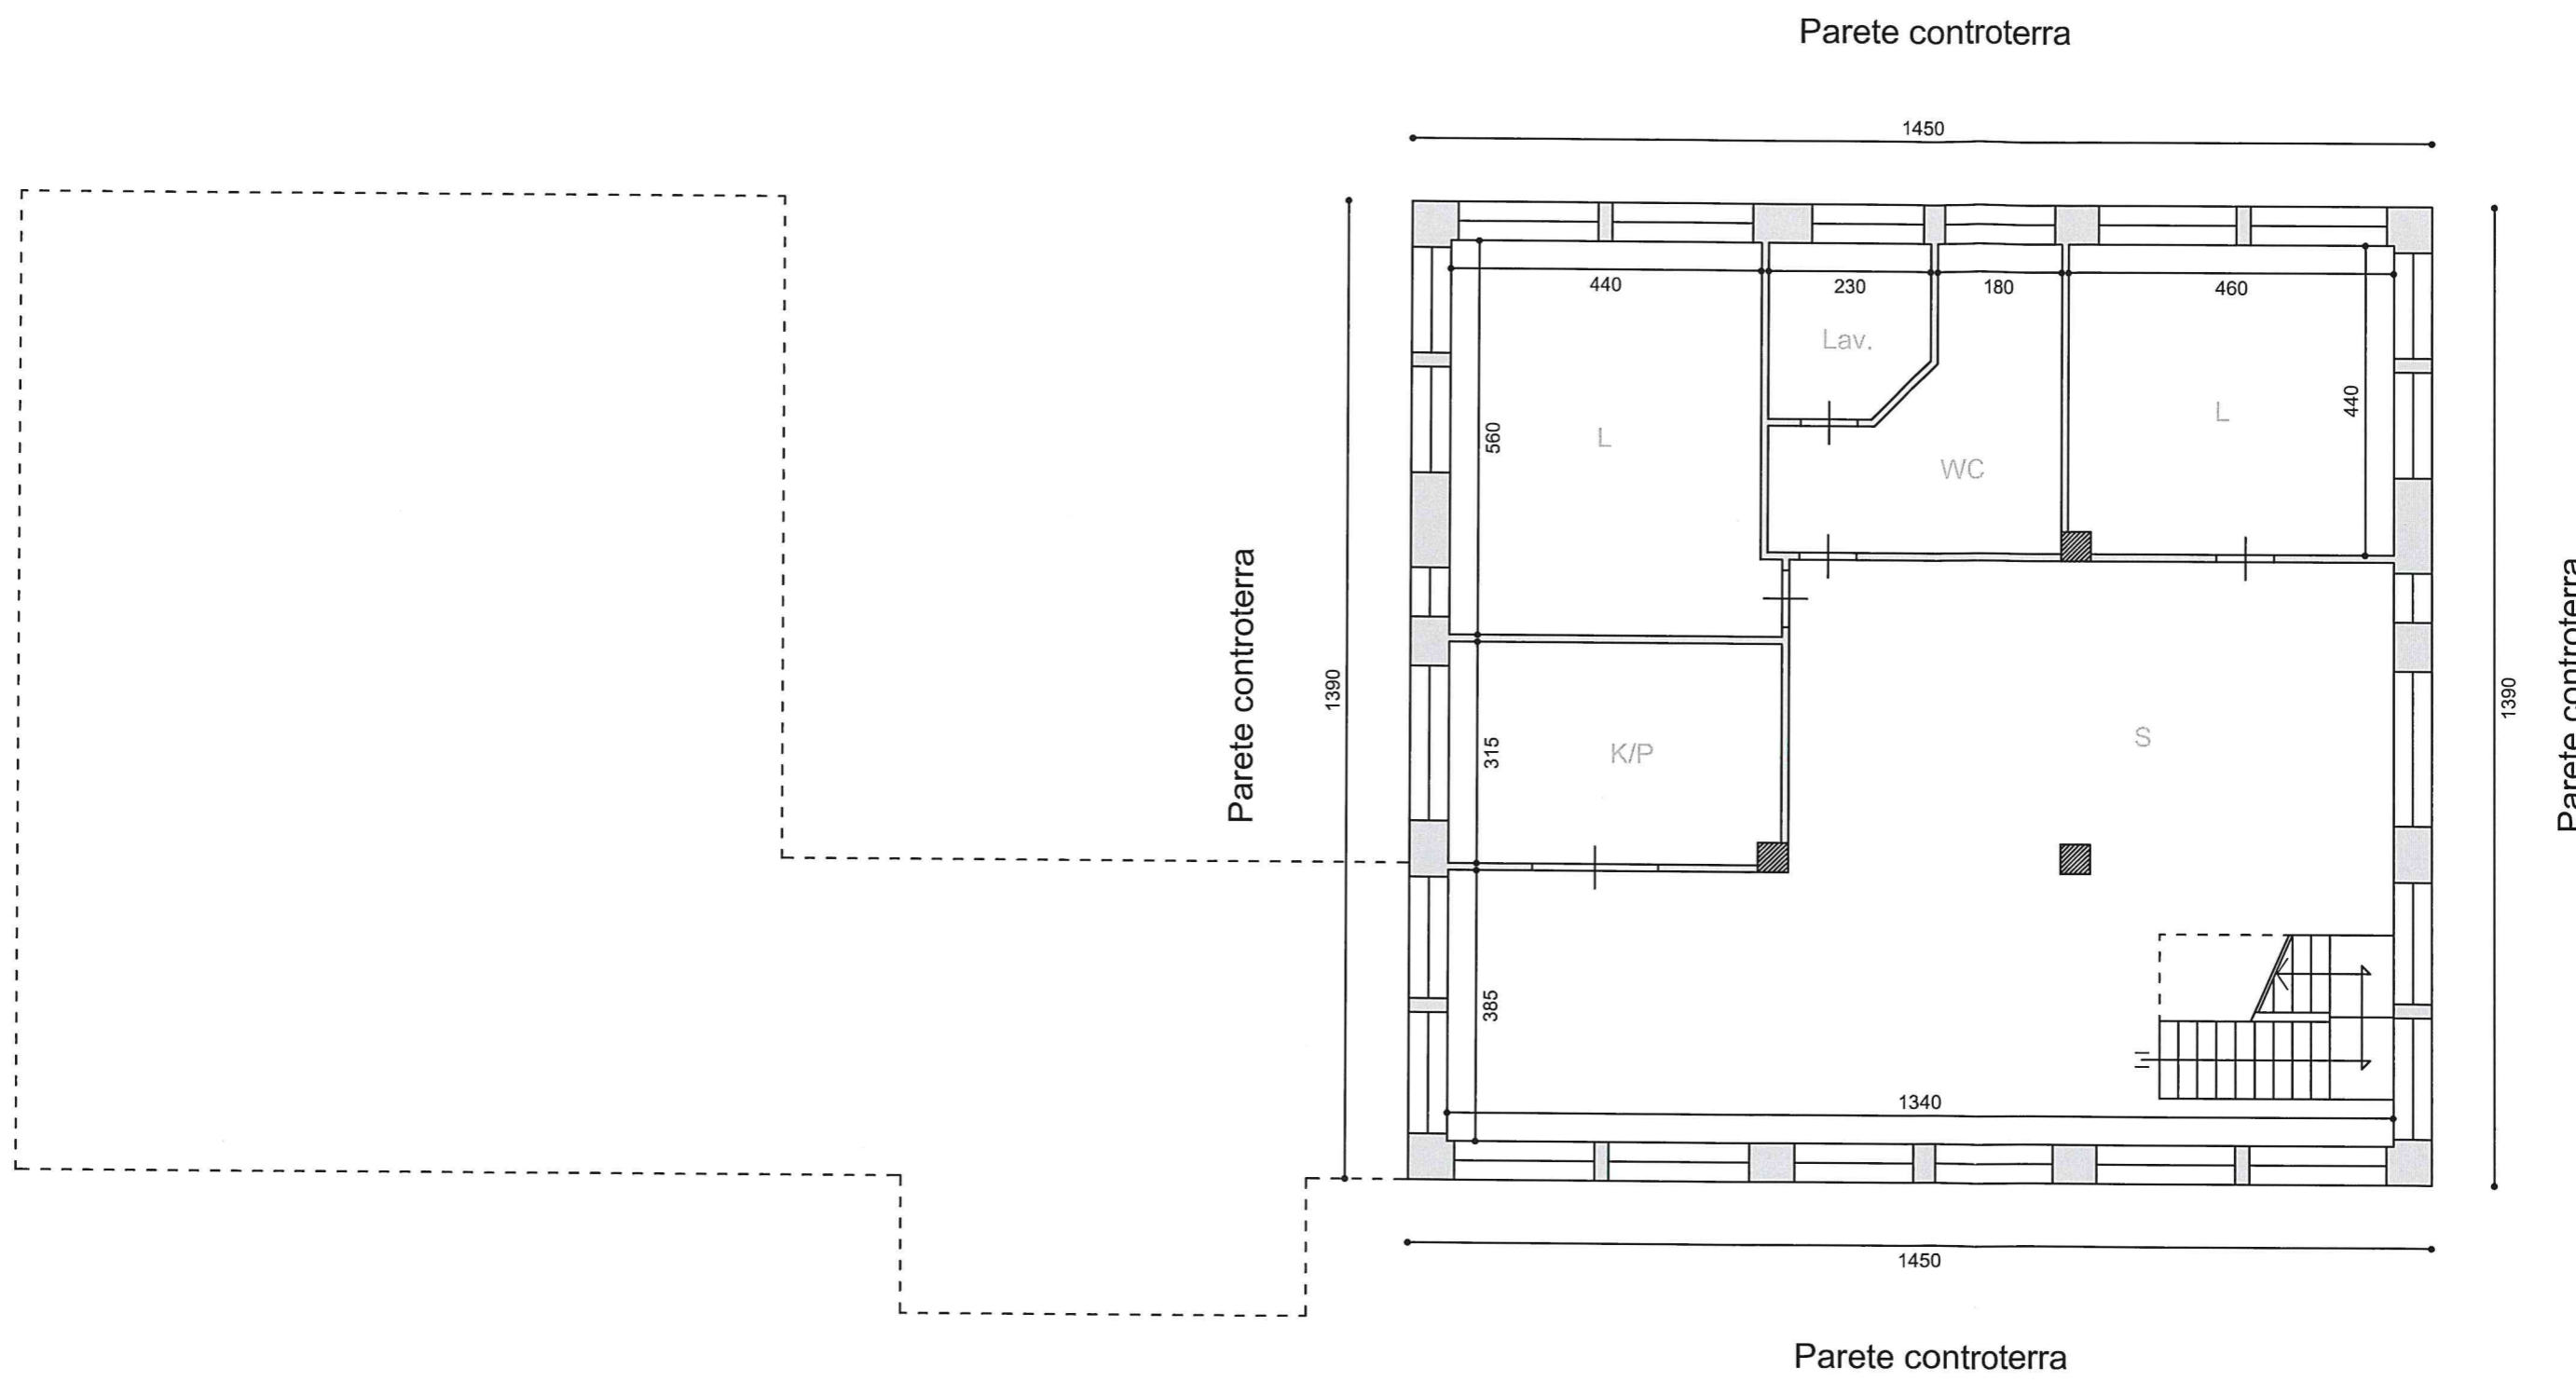 Parete controterra
1450
440
230
180
460
Lav.
440
L
L
560
WC
Parete controterra
1390
1390
Parete controterra
S
K/P
315
385
1340
1450
Parete controterra